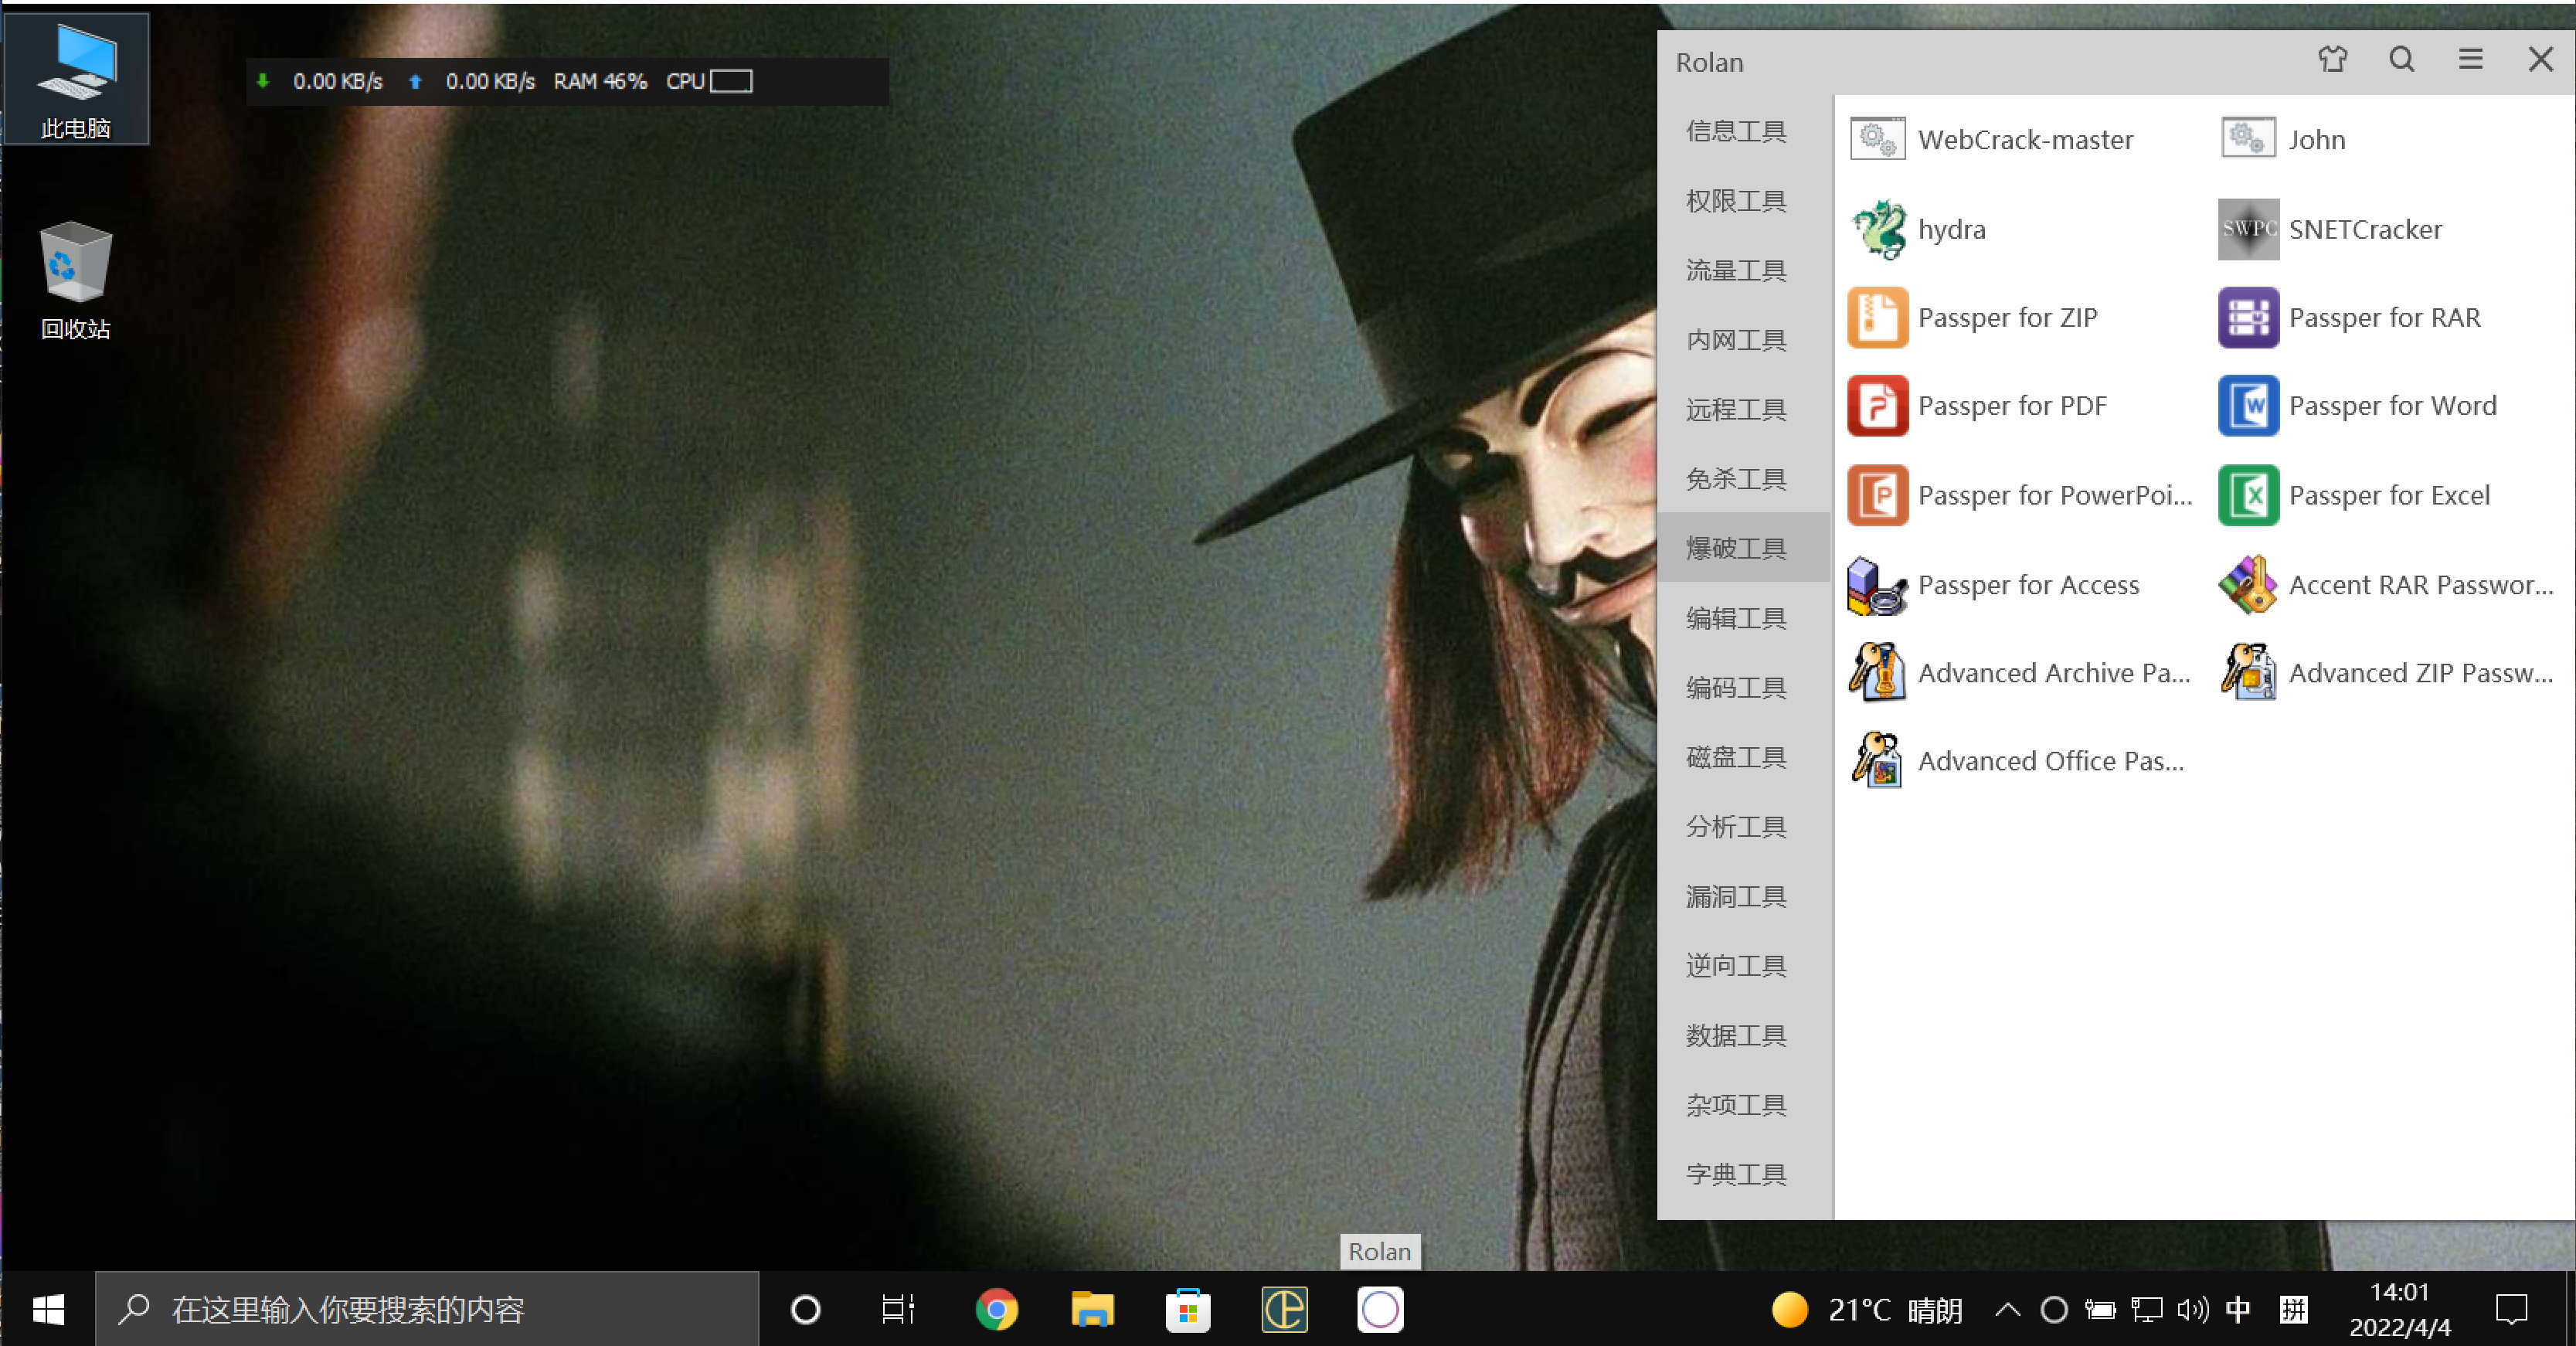 此电脑
回收站
0.00 KB/s 0.00 KB/s RAM 46% CPU
Rolan
信息工具
权限工具
流量工具
内网工具
远程工具
免杀工具
爆破工具
编辑工具
编码工具
磁盘工具
分析工具
漏洞工具
逆向工具
数据工具
杂项工具
字典工具
WebCrack-master
John
hydra
SWPC
SNETCracker
Passper for ZIP
Passper for RAR
Passper for PDF
W
Passper for Word
P
Passper for PowerPoi...
X
Passper for Excel
Passper for Access
Accent RAR Passwor...
Advanced Archive Pa...
Advanced ZIP Passw...
Advanced Office Pas...
Rolan
在这里输入你要搜索的内容
21°C 晴朗
中
拼
14:01
2022/4/4